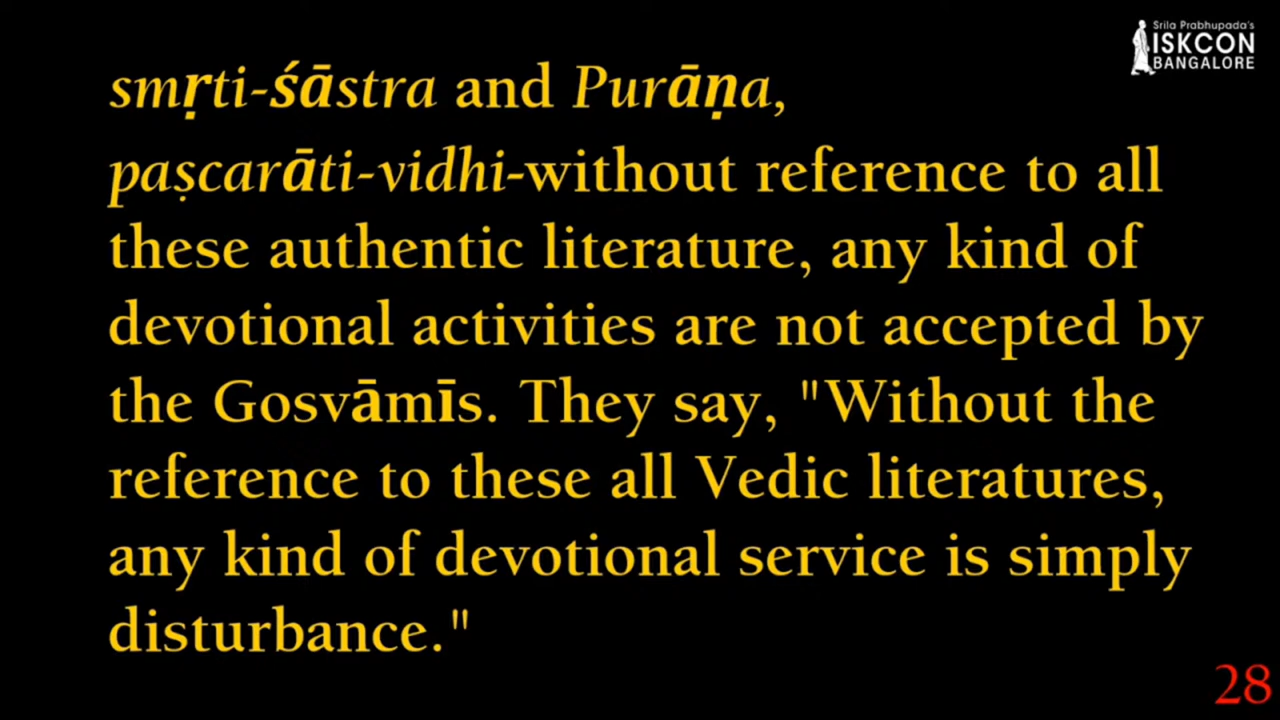 Srila Prabhupada's
ISKCON
BANGALORE
smṛti-śāstra and Purāṇa,
paṣcarāti-vidhi-without reference to all
these authentic literature, any kind of
devotional activities are not accepted by
the Gosvāmīs. They say, "Without the
reference to these all Vedic literatures,
any kind of devotional service is simply
disturbance."
28